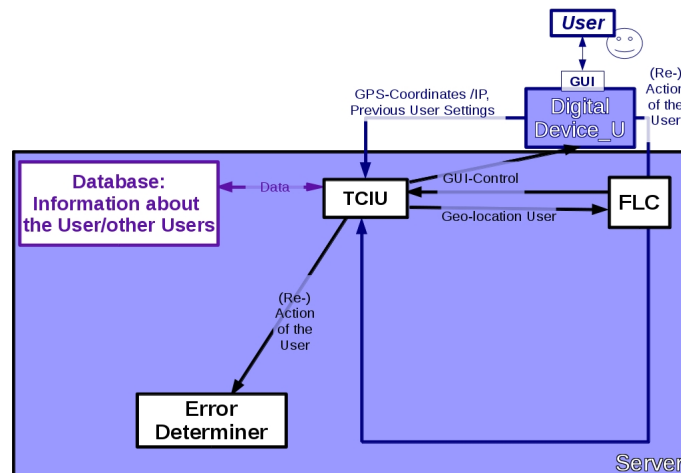 User
GUI
Digital
Device_U
(Re-)
Action
of the
User
GPS-Coordinates /IP,
Previous User Settings
Database:
Information about
the User/other Users
Data
TCIU
GUI-Control
Geo-location User
FLC
(Re-)
Action
of the
User
Error
Determiner
Server